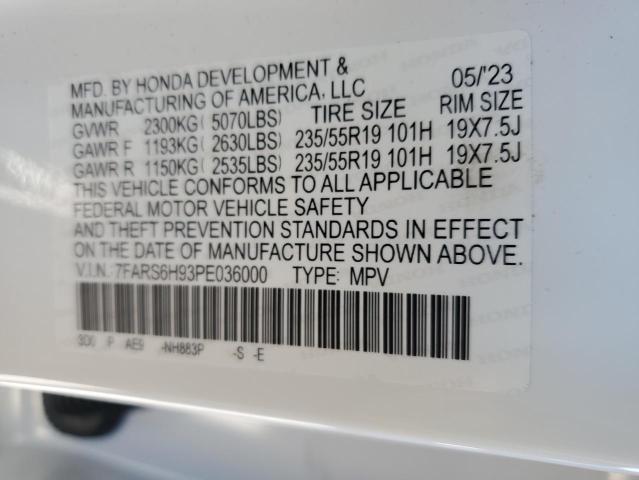 MFD. BY HONDA DEVELOPMENT & 05/'23
MANUFACTURING OF AMERICA, LLC
TIRE SIZE RIM SIZE
GVWR 2300KG( 5070LBS)
GAWR F 1193KG( 2630LBS) 235/55R19 101H 19X7.5J
GAWR R 1150KG( 2535LBS) 235/55R19 101H 19X7.5J
THIS VEHICLE CONFORMS TO ALL APPLICABLE
FEDERAL MOTOR VEHICLE SAFETY
AND THEFT PREVENTION STANDARDS IN EFFECT
ON THE DATE OF MANUFACTURE SHOWN ABOVE.
V.I.N.: 7FARS6H93PE036000 TYPE: MPV
3D0 P AE9 -NH883P -S -E